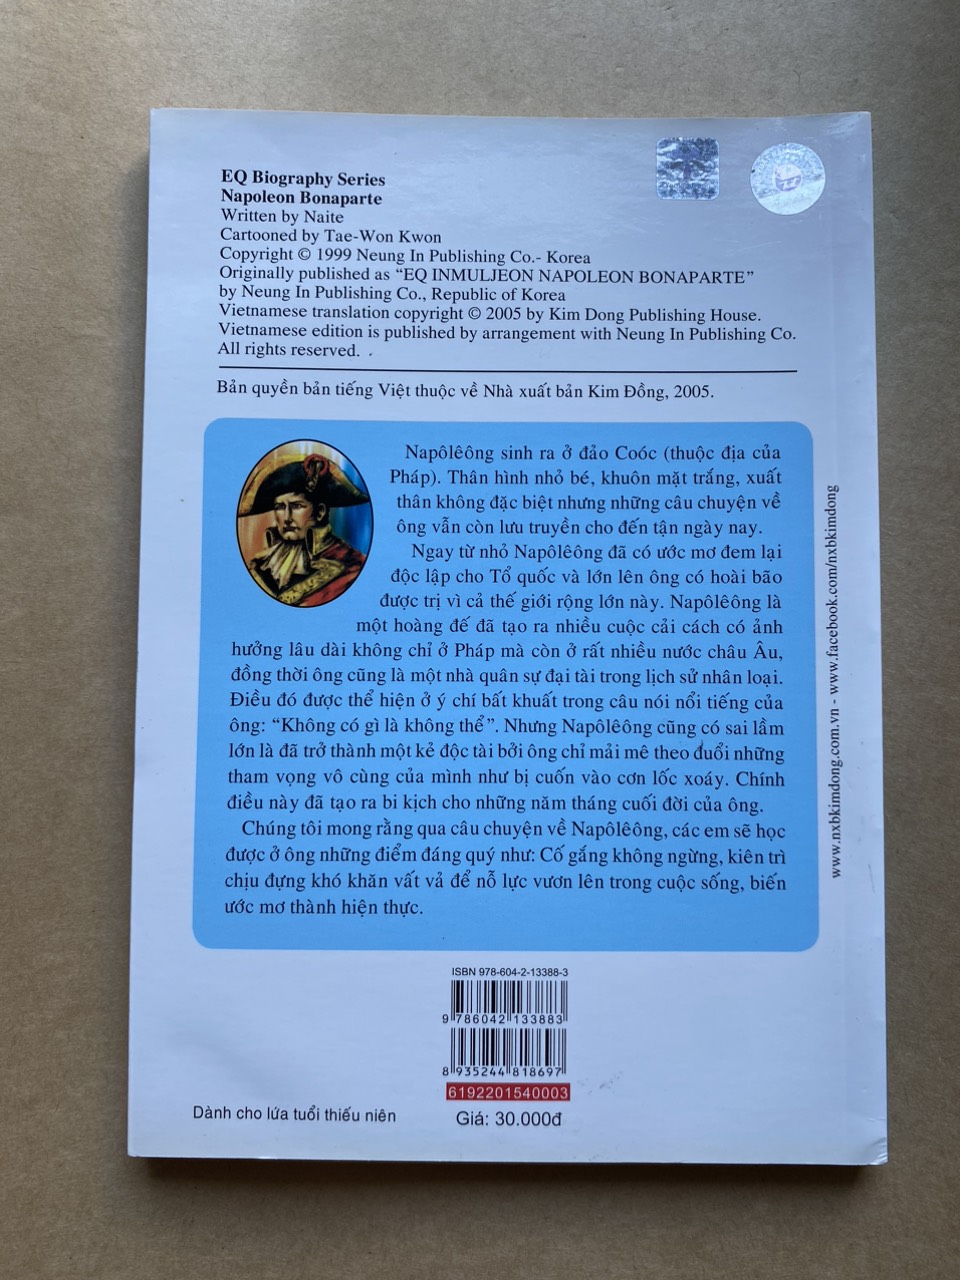 EQ Biography Series
Napoleon Bonaparte
Written by Naite
Cartooned by Tae-Won Kwon
Copyright © 1999 Neung In Publishing Co.- Korea
Originally published as “EQ INMULJEON NAPOLEON BONAPARTE”
by Neung In Publishing Co., Republic of Korea
Vietnamese translation copyright © 2005 by Kim Dong Publishing House.
Vietnamese edition is published by arrangement with Neung In Publishing Co.
All rights reserved.
Bản quyền bản tiếng Việt thuộc về Nhà xuất bản Kim Đồng, 2005.
Napôlêông sinh ra ở đảo Coóc (thuộc địa của
Pháp). Thân hình nhỏ bé, khuôn mặt trắng, xuất
thân không đặc biệt nhưng những câu chuyện về
ông vẫn còn lưu truyền cho đến tận ngày nay.
Ngay từ nhỏ Napôlêông đã có ước mơ đem lại
độc lập cho Tổ quốc và lớn lên ông có hoài bão
được trị vì cả thế giới rộng lớn này. Napôlêông là
một hoàng đế đã tạo ra nhiều cuộc cải cách có ảnh
hưởng lâu dài không chỉ ở Pháp mà còn ở rất nhiều nước châu Âu,
đồng thời ông cũng là một nhà quân sự đại tài trong lịch sử nhân loại.
Điều đó được thể hiện ở ý chí bất khuất trong câu nói nổi tiếng của
ông: “Không có gì là không thể”. Nhưng Napôlêông cũng có sai lầm
lớn là đã trở thành một kẻ độc tài bởi ông chỉ mải mê theo đuổi những
tham vọng vô cùng của mình như bị cuốn vào cơn lốc xoáy. Chính
điều này đã tạo ra bi kịch cho những năm tháng cuối đời của ông.
Chúng tôi mong rằng qua câu chuyện về Napôlêông, các em sẽ học
được ở ông những điểm đáng quý như: Cố gắng không ngừng, kiên trì
chịu đựng khó khăn vất vả để nỗ lực vươn lên trong cuộc sống, biến
ước mơ thành hiện thực.
www.nxbkimdong.com.vn - www.facebook.com/nxbkimdong
ISBN 978-604-2-13388-3
9 786042 133883
8 935244 818697
6192201540003
Dành cho lứa tuổi thiếu niên
Giá: 30.000đ